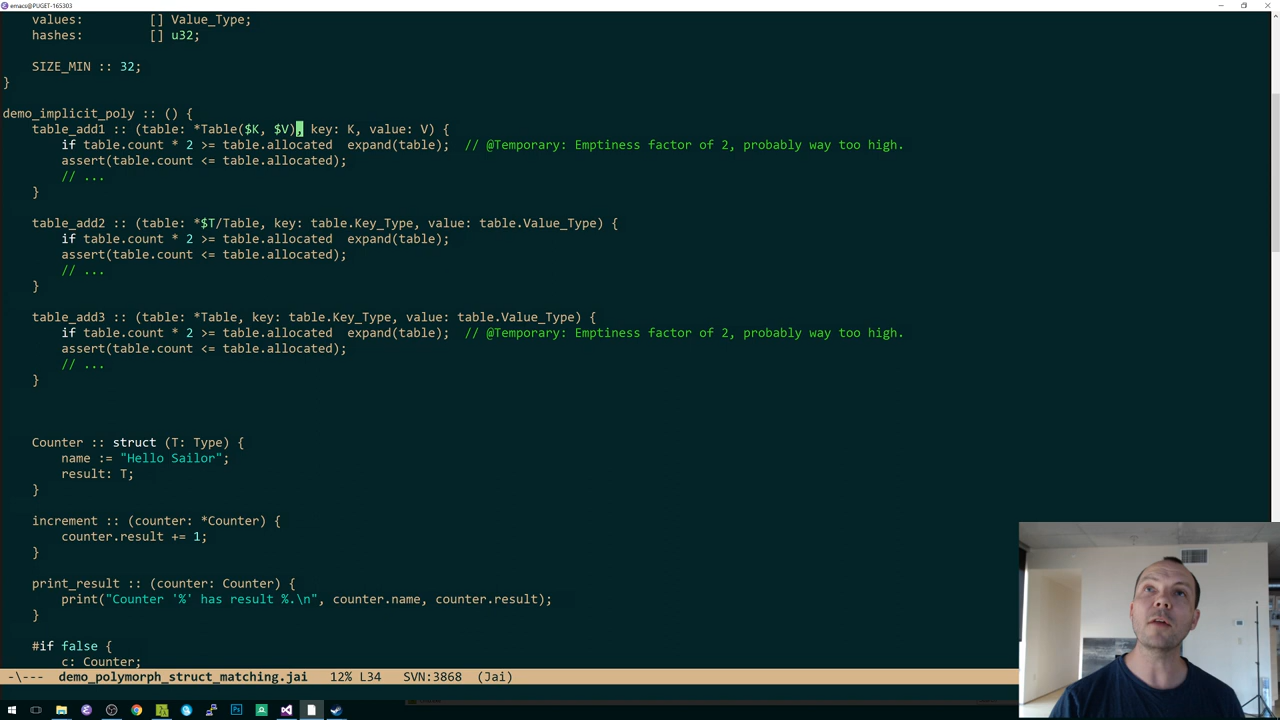 emacs@PUGET-165303
values:         [] Value_Type;
hashes:         [] u32;
SIZE_MIN :: 32;
}
demo_implicit_poly :: () {
table_add1 :: (table: *Table($K, $V), key: K, value: V) {
if table.count * 2 >= table.allocated  expand(table);  // @Temporary: Emptiness factor of 2, probably way too high.
assert(table.count <= table.allocated);
// ...
}
table_add2 :: (table: *$T/Table, key: table.Key_Type, value: table.Value_Type) {
if table.count * 2 >= table.allocated  expand(table);
assert(table.count <= table.allocated);
// ...
}
table_add3 :: (table: *Table, key: table.Key_Type, value: table.Value_Type) {
if table.count * 2 >= table.allocated  expand(table);  // @Temporary: Emptiness factor of 2, probably way too high.
assert(table.count <= table.allocated);
// ...
}
Counter :: struct (T: Type) {
name := "Hello Sailor";
result: T;
}
increment :: (counter: *Counter) {
counter.result += 1;
}
print_result :: (counter: Counter) {
print("Counter '%' has result %.\n", counter.name, counter.result);
}
#if false {
c: Counter;
-\---  demo_polymorph_struct_matching.jai   12% L34   SVN:3868  (Jai)